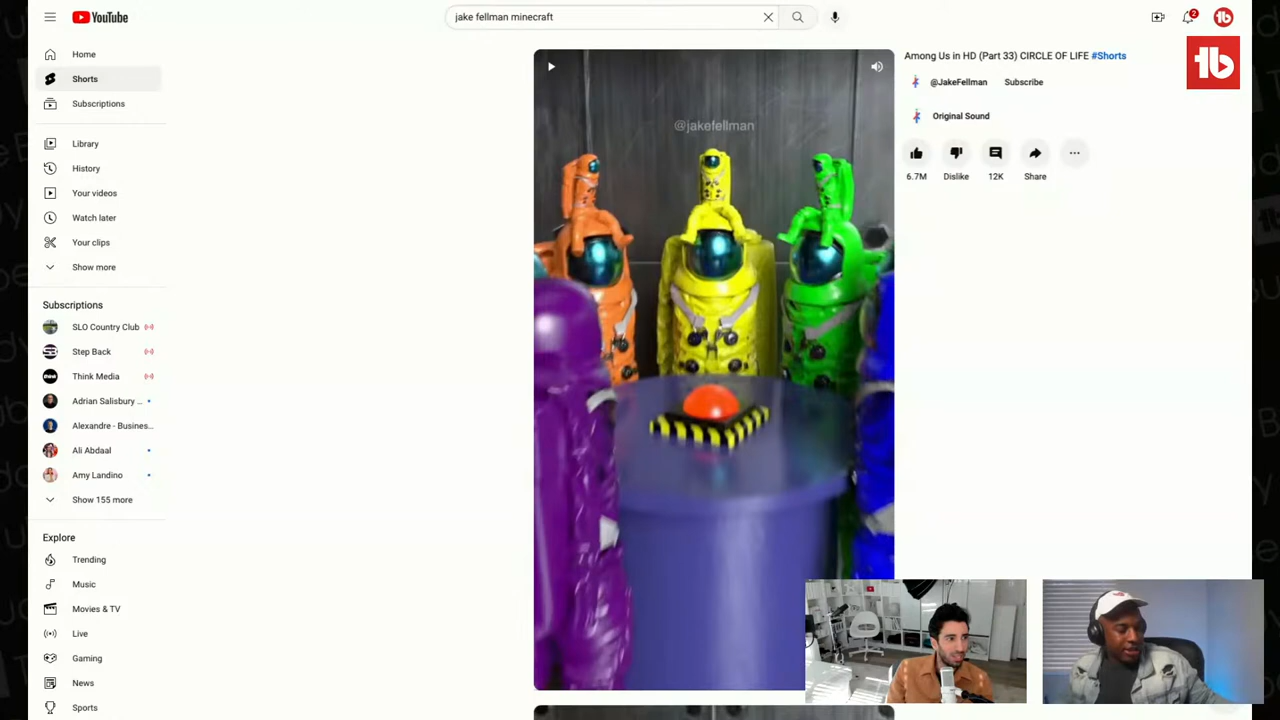 YouTube
jake fellman minecraft
2
Home
Shorts
Subscriptions
Library
History
Your videos
Watch later
Your clips
Show more
Subscriptions
SLO Country Club
Step Back
Think Media
Adrian Salisbury ...
Alexandre - Busines...
Ali Abdaal
Amy Landino
Show 155 more
Explore
Trending
Music
Movies & TV
Live
Gaming
News
Sports
@jakefellman
Among Us in HD (Part 33) CIRCLE OF LIFE #Shorts
@JakeFellman Subscribe
Original Sound
6.7M Dislike 12K Share
tb